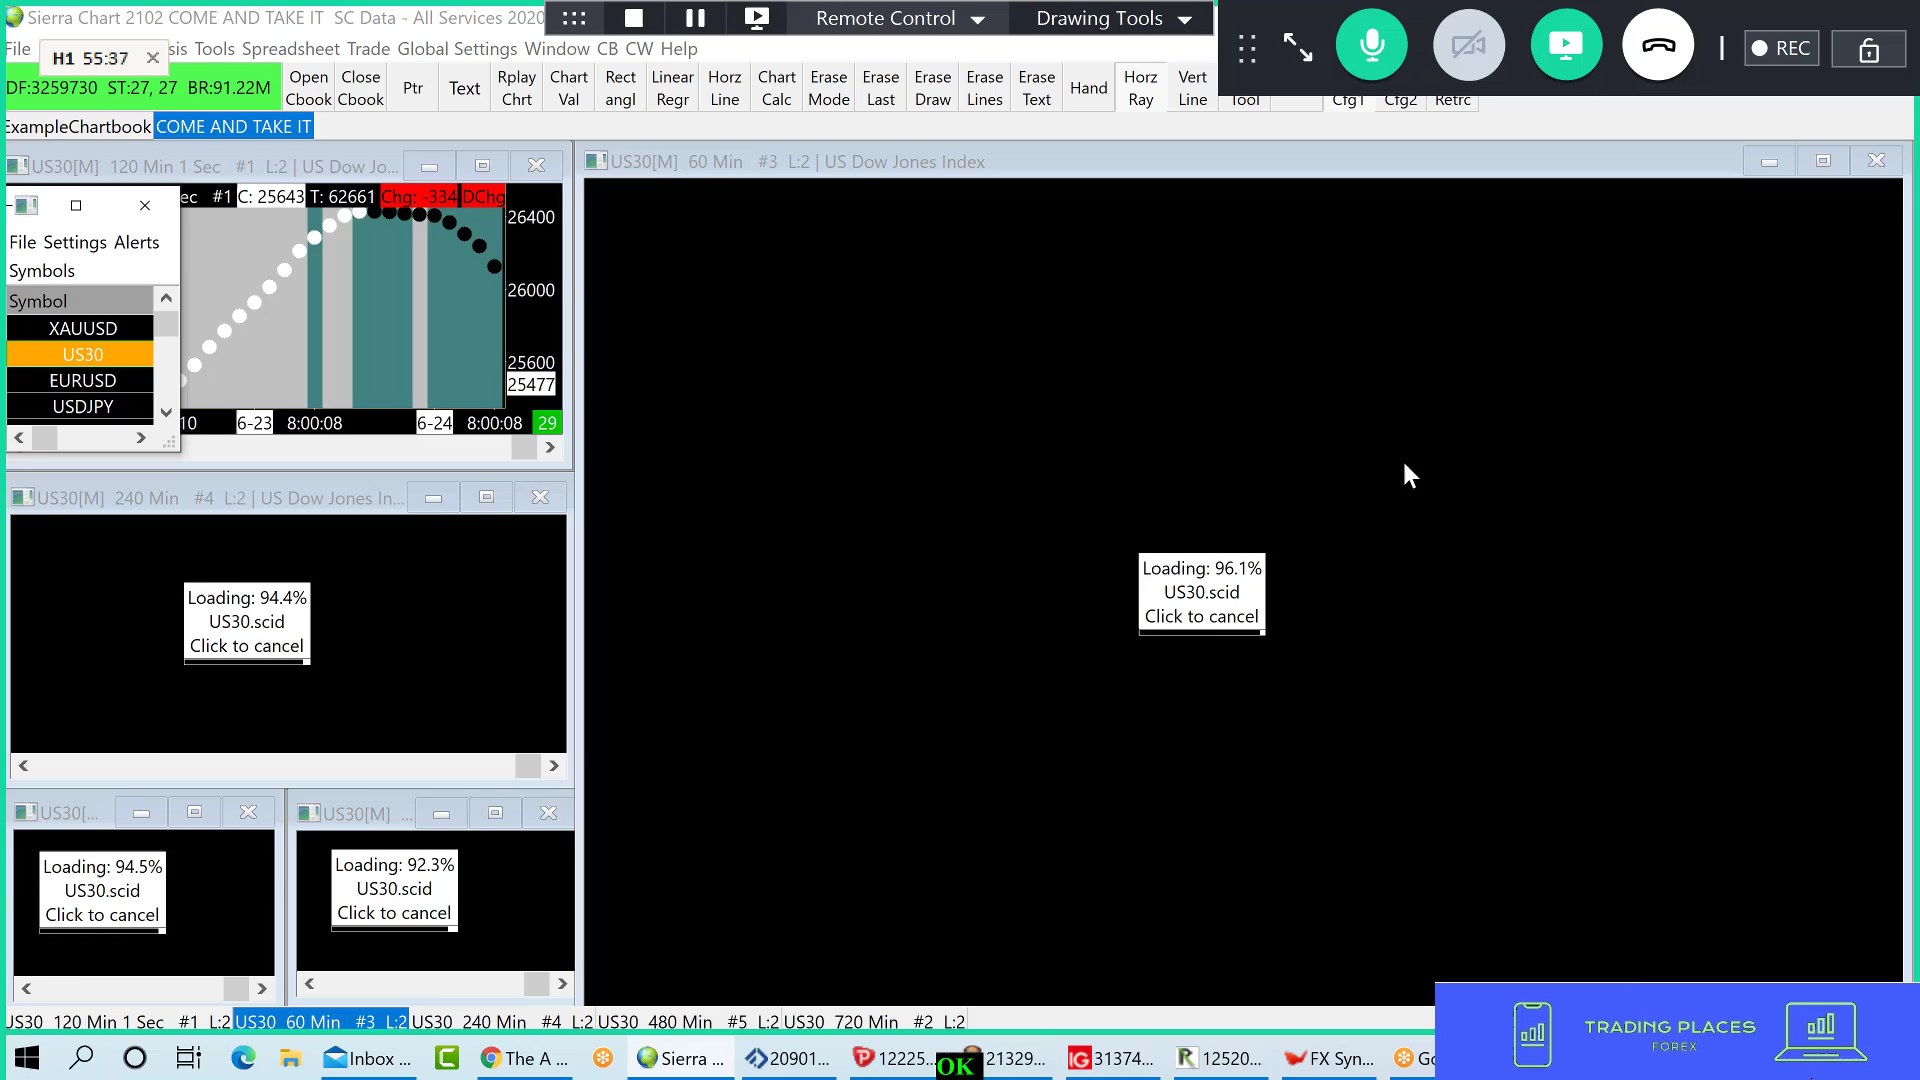 Sierra Chart 2102 COME AND TAKE IT SC Data - All Services 2020
Remote Control
Drawing Tools
REC
File
sis Tools Spreadsheet Trade Global Settings Window CB CW Help
H1 55:37
DF:3259730 ST:27, 27 BR:91.22M
Open Cbook
Close Cbook
Ptr
Text
Rplay Chrt
Chart Val
Rect angl
Linear Regr
Horz Line
Chart Calc
Erase Mode
Erase Last
Erase Draw
Erase Lines
Erase Text
Hand
Horz Ray
Vert Line
Tool
Cfg1
Cfg2
Retrc
ExampleChartbook
COME AND TAKE IT
US30[M] 120 Min 1 Sec #1 L:2 | US Dow Jo...
ec #1 C: 25643 T: 62661 Chg: -334 DChg
File Settings Alerts
Symbols
Symbol
XAUUSD
US30
EURUSD
USDJPY
26400
26000
25600
25477
10 6-23 8:00:08 6-24 8:00:08 29
US30[M] 60 Min #3 L:2 | US Dow Jones Index
Loading: 96.1%
US30.scid
Click to cancel
US30[M] 240 Min #4 L:2 | US Dow Jones In...
Loading: 94.4%
US30.scid
Click to cancel
US30[...
Loading: 94.5%
US30.scid
Click to cancel
US30[M] ...
Loading: 92.3%
US30.scid
Click to cancel
US30 120 Min 1 Sec #1 L:2
US30 60 Min #3 L:2
US30 240 Min #4 L:2
US30 480 Min #5 L:2
US30 720 Min #2 L:2
TRADING PLACES
FOREX
Inbox ...
The A ...
Sierra ...
20901...
12225...
OK
21329...
31374...
12520...
FX Syn...